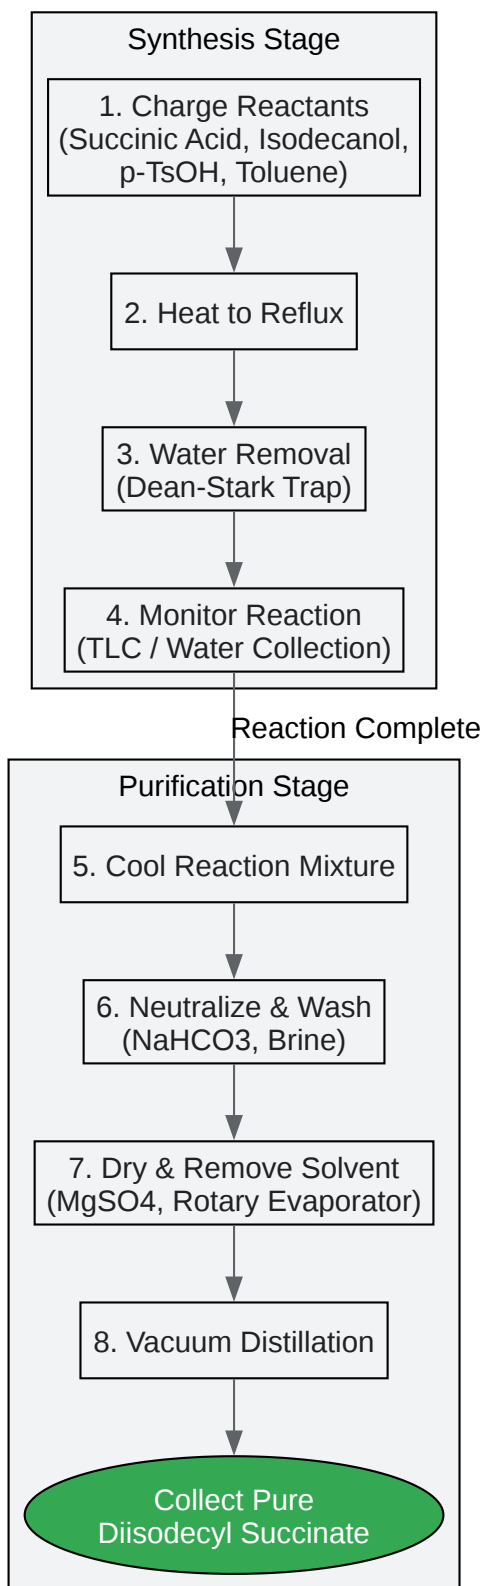 Synthesis Stage
1. Charge Reactants
(Succinic Acid, Isodecanol,
p-TsOH, Toluene)
2. Heat to Reflux
3. Water Removal
(Dean-Stark Trap)
4. Monitor Reaction
(TLC / Water Collection)
Reaction Complete
Purification Stage
5. Cool Reaction Mixture
6. Neutralize & Wash
(NaHCO3, Brine)
7. Dry & Remove Solvent
(MgSO4, Rotary Evaporator)
8. Vacuum Distillation
Collect Pure
Diisodecyl Succinate